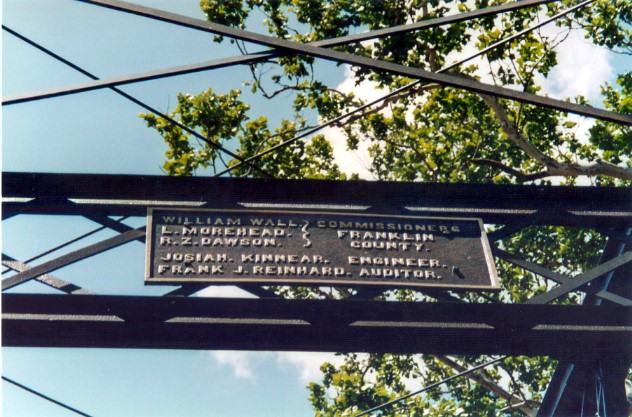 WILLIAM WALL COMMISSIONERS
L. MOREHEAD. FRANKLIN
R. Z. DAWSON. COUNTY.
JOSIAH. KINNEAR. ENGINEER.
FRANK J. REINHARD. AUDITOR.